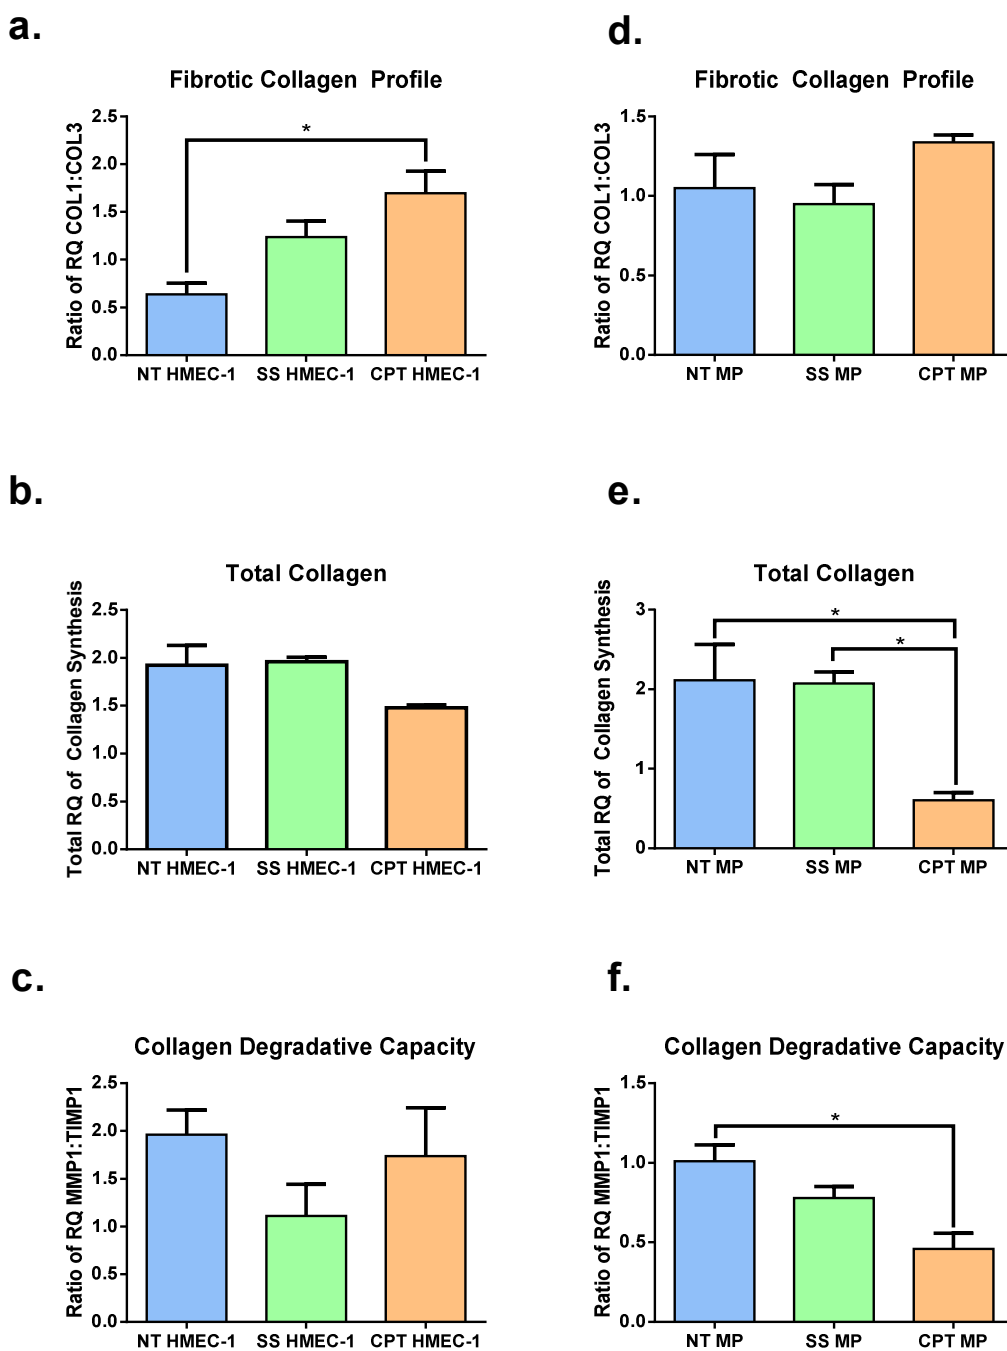 a.
Fibrotic Collagen Profile
Ratio of RQ COL1:COL3
2.5
2.0
1.5
1.0
0.5
0.0
*
NT HMEC-1 SS HMEC-1 CPT HMEC-1
b.
Total Collagen
Total RQ of Collagen Synthesis
2.5
2.0
1.5
1.0
0.5
0.0
NT HMEC-1 SS HMEC-1 CPT HMEC-1
c.
Collagen Degradative Capacity
Ratio of RQ MMP1:TIMP1
2.5
2.0
1.5
1.0
0.5
0.0
NT HMEC-1 SS HMEC-1 CPT HMEC-1
d.
Fibrotic Collagen Profile
Ratio of RQ COL1:COL3
1.5
1.0
0.5
0.0
NT MP SS MP CPT MP
e.
Total Collagen
Total RQ of Collagen Synthesis
3
2
1
0
*
*
NT MP SS MP CPT MP
f.
Collagen Degradative Capacity
Ratio of RQ MMP1:TIMP1
1.5
1.0
0.5
0.0
*
NT MP SS MP CPT MP